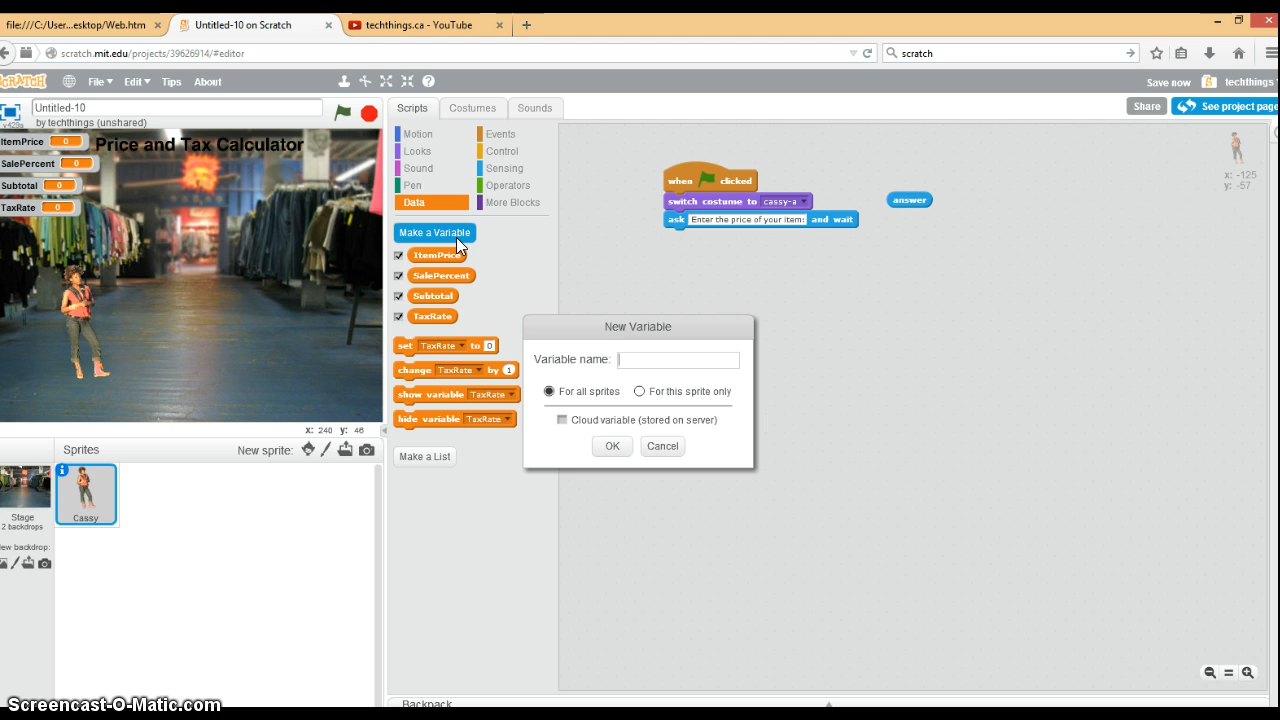 file:///C:/User...esktop/Web.htm × Untitled-10 on Scratch × techthings.ca - YouTube × +
scratch.mit.edu/projects/39626914/#editor scratch
SCRATCH File Edit Tips About Save now techthings
Untitled-10
by techthings (unshared)
v428a
Scripts Costumes Sounds
Share See project page
ItemPrice 0
Price and Tax Calculator
SalePercent 0
Subtotal 0
TaxRate 0
Motion Events
Looks Control
Sound Sensing
Pen Operators
Data More Blocks
Make a Variable
ItemPrice
SalePercent
Subtotal
TaxRate
set TaxRate to 0
change TaxRate by 1
show variable TaxRate
hide variable TaxRate
Make a List
when clicked
switch costume to cassy-a
ask Enter the price of your item: and wait
answer
x: -125
y: -57
New Variable
Variable name:
For all sprites For this sprite only
Cloud variable (stored on server)
OK Cancel
x: 240 y: 46
Sprites New sprite:
Cassy
Stage
2 backdrops
ew backdrop:
Backpack
Screencast-O-Matic.com